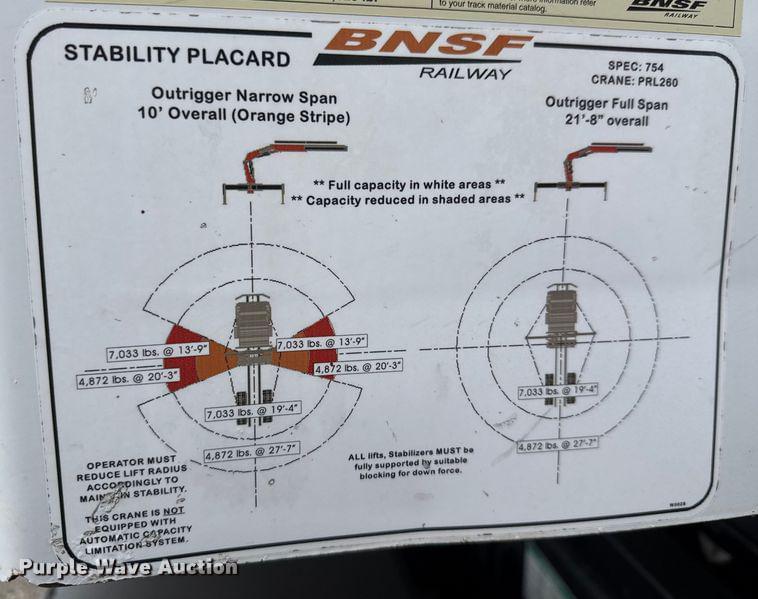 to your track material catalog.
BNSF
RAILWAY
STABILITY PLACARD
BNSF
RAILWAY
SPEC: 754
CRANE: PRL260
Outrigger Narrow Span
10' Overall (Orange Stripe)
Outrigger Full Span
21'-8" overall
** Full capacity in white areas **
** Capacity reduced in shaded areas **
7,033 lbs. @ 13'-9"
7,033 lbs. @ 13'-9"
4,872 lbs. @ 20'-3"
4,872 lbs. @ 20'-3"
7,033 lbs. @ 19'-4"
4,872 lbs. @ 27'-7"
7,033 lbs. @ 19'-4"
4,872 lbs. @ 27'-7"
OPERATOR MUST
REDUCE LIFT RADIUS
ACCORDINGLY TO
MAINTAIN STABILITY.
THIS CRANE IS NOT
EQUIPPED WITH
AUTOMATIC CAPACITY
LIMITATION SYSTEM.
ALL lifts, Stabilizers MUST be
fully supported by suitable
blocking for down force.
W0028
Purple Wave Auction